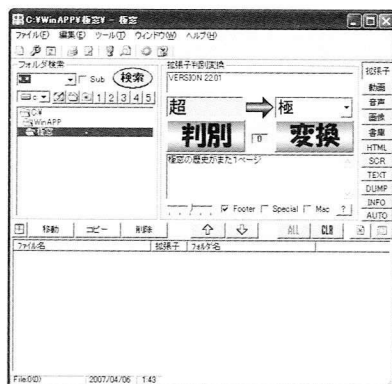 C:¥WinAPP¥極窓¥ - 極窓
ファイル(F) 編集(E) ツール(T) ウィンドウ(W) ヘルプ(H)
フォルダ検索
Sub 検索
c 1 2 3 4 5
C:¥
WinAPP
極窓
拡張子判別変換
VERSION 2201
超 極
判別 0 変換
極窓の歴史がまた1ページ
Footer Special Mac ?
拡張子
動画
音声
画像
書庫
HTML
SCR
TEXT
DUMP
INFO
AUTO
移動 コピー 削除 ALL CLR
ファイル名 拡張子 フォルダ名
File:0(0) 2007/04/06 1:43